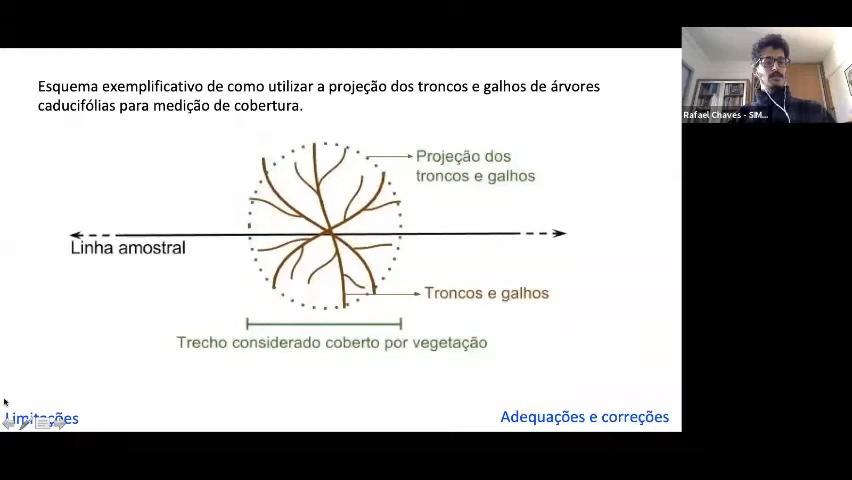 Esquema exemplificativo de como utilizar a projeção dos troncos e galhos de árvores
caducifólias para medição de cobertura.
Rafael Chaves - SIM...
Projeção dos
troncos e galhos
Linha amostral
Troncos e galhos
Trecho considerado coberto por vegetação
Limitações
Adequações e correções